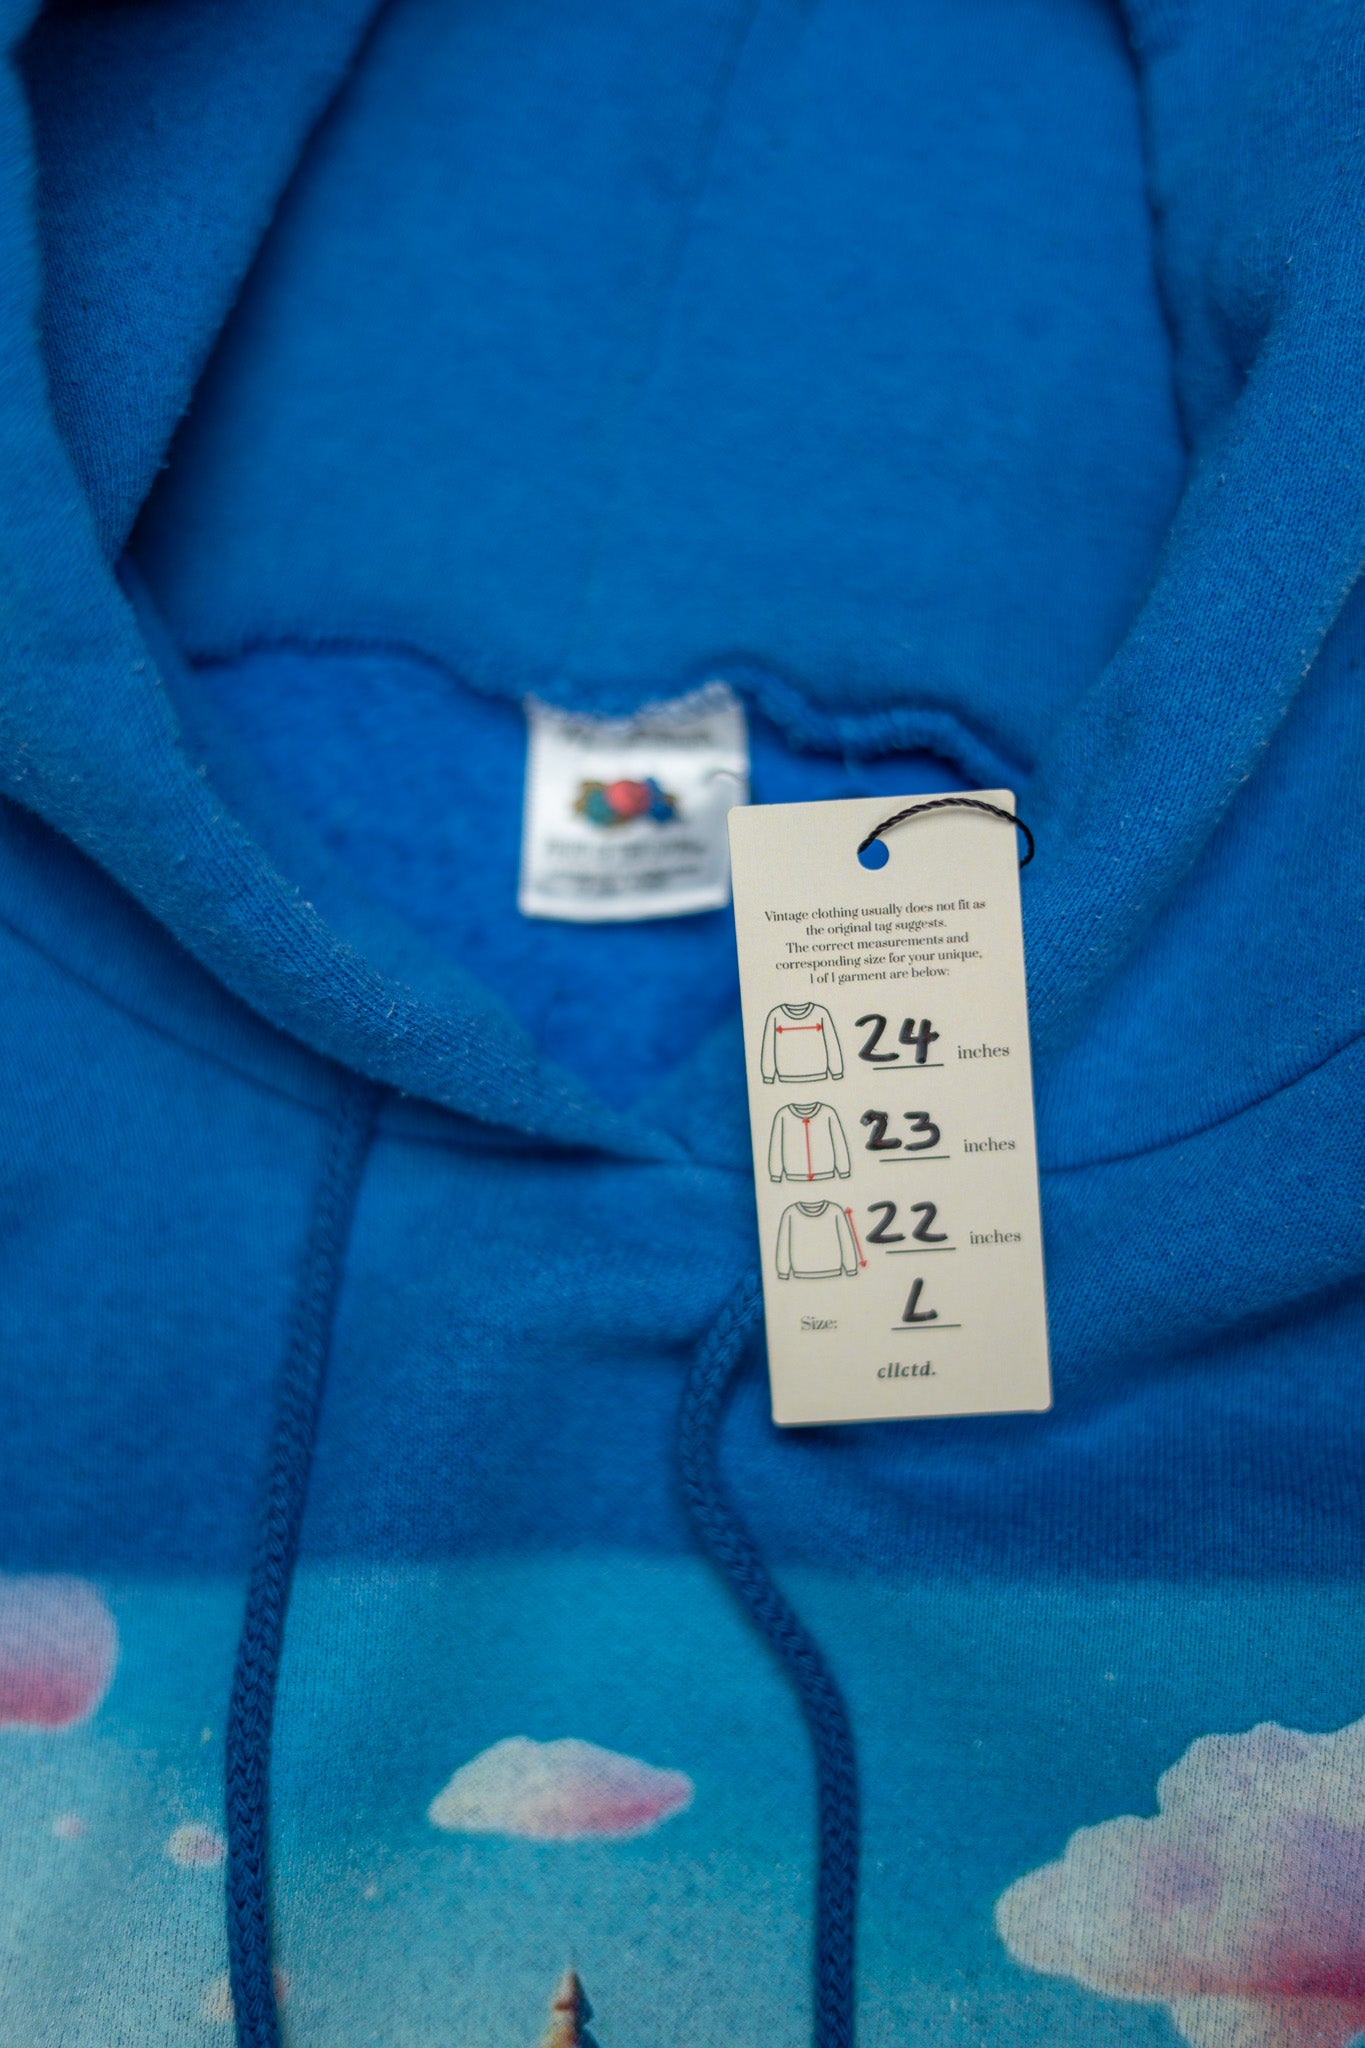 Vintage clothing usually does not fit as
the original tag suggests.
The correct measurements and
corresponding size for your unique,
1 of 1 garment are below:
24 inches
23 inches
22 inches
Size: L
cllctd.